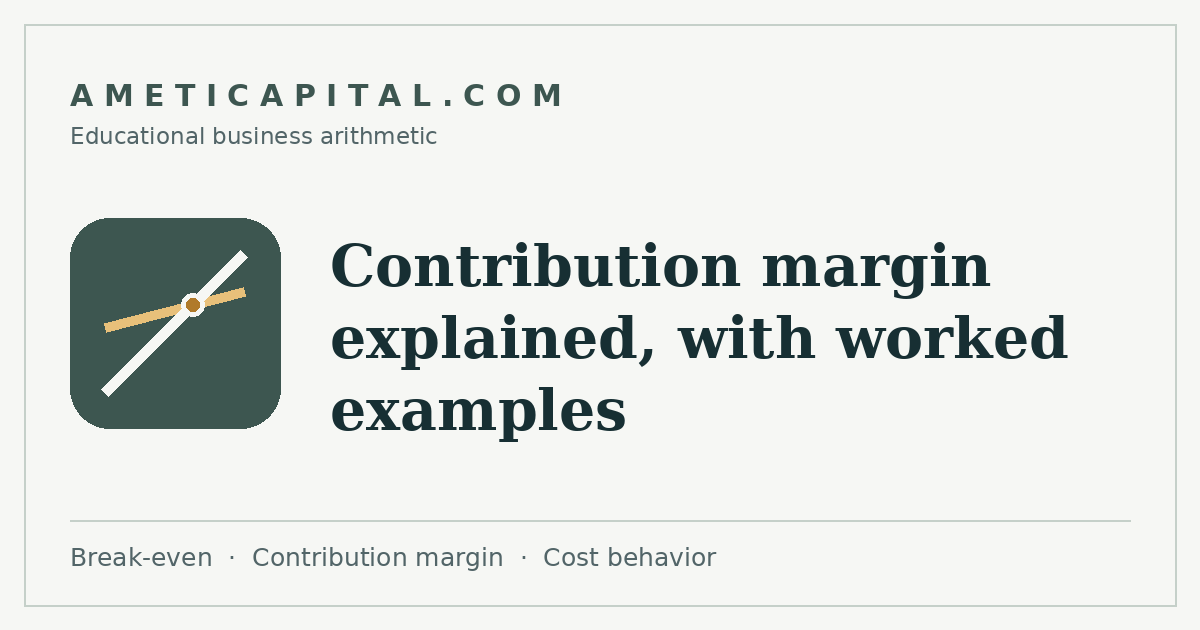 AMETICAPITAL.COM
Educational business arithmetic
Contribution margin
explained, with worked
examples
Break-even · Contribution margin · Cost behavior